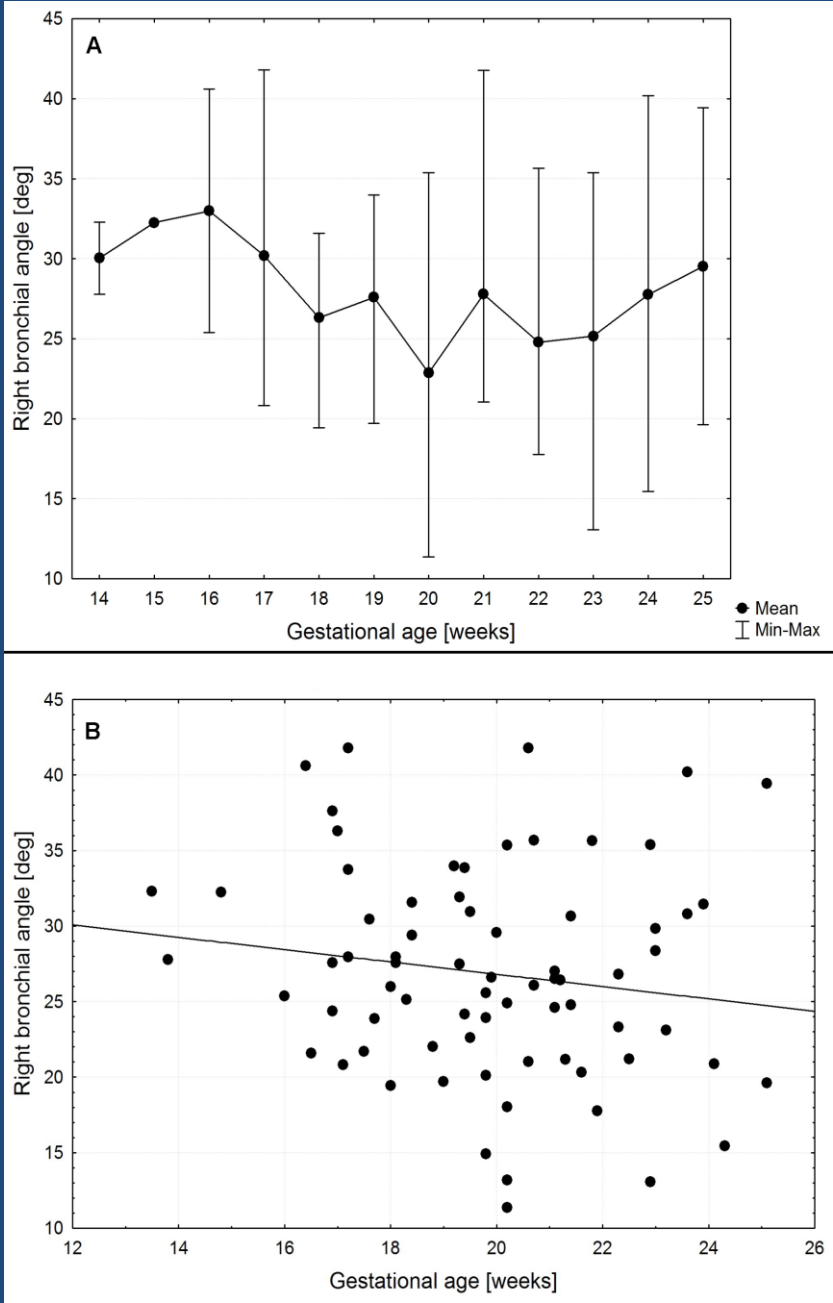 A
Right bronchial angle [deg]
45
40
35
30
25
20
15
10
14 15 16 17 18 19 20 21 22 23 24 25
Gestational age [weeks]
Mean
Min-Max
B
Right bronchial angle [deg]
45
40
35
30
25
20
15
10
12 14 16 18 20 22 24 26
Gestational age [weeks]